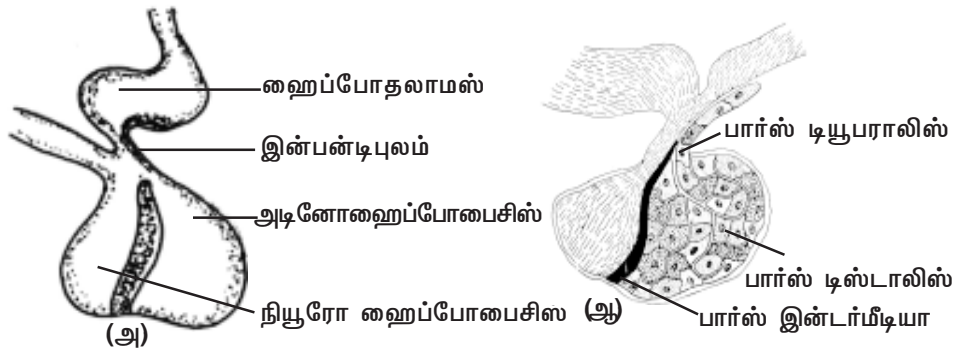 ஹைப்போதலாமஸ்
இன்பன்டிபுலம்
அடினோஹைப்போபைசிஸ்
நியூரோ ஹைப்போபைசிஸ்
(அ)
பார்ஸ் டியூபராலிஸ்
பார்ஸ் டிஸ்டாலிஸ்
பார்ஸ் இன்டர்மீடியா
(ஆ)